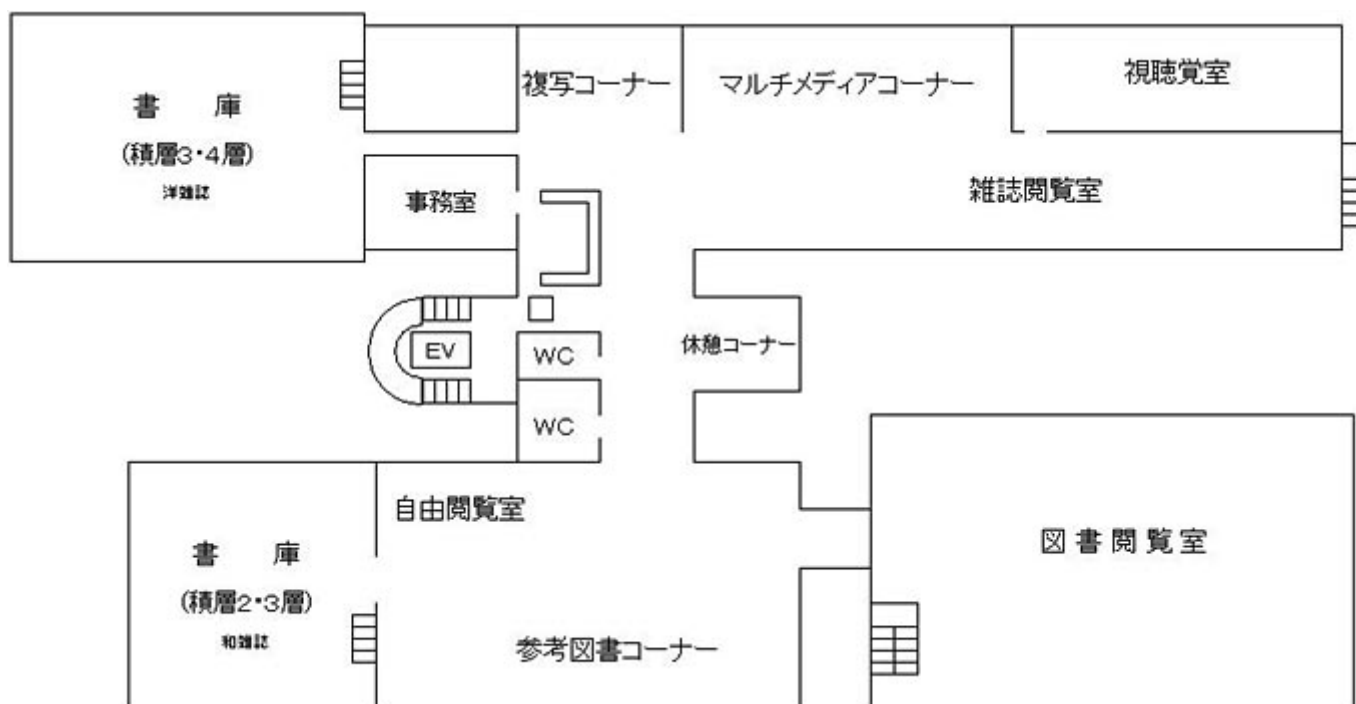 書 庫
(積層3・4層)
洋雑誌
複写コーナー
マルチメディアコーナー
視聴覚室
事務室
雑誌閲覧室
EV
WC
休憩コーナー
WC
自由閲覧室
書 庫
(積層2・3層)
和雑誌
図書閲覧室
参考図書コーナー